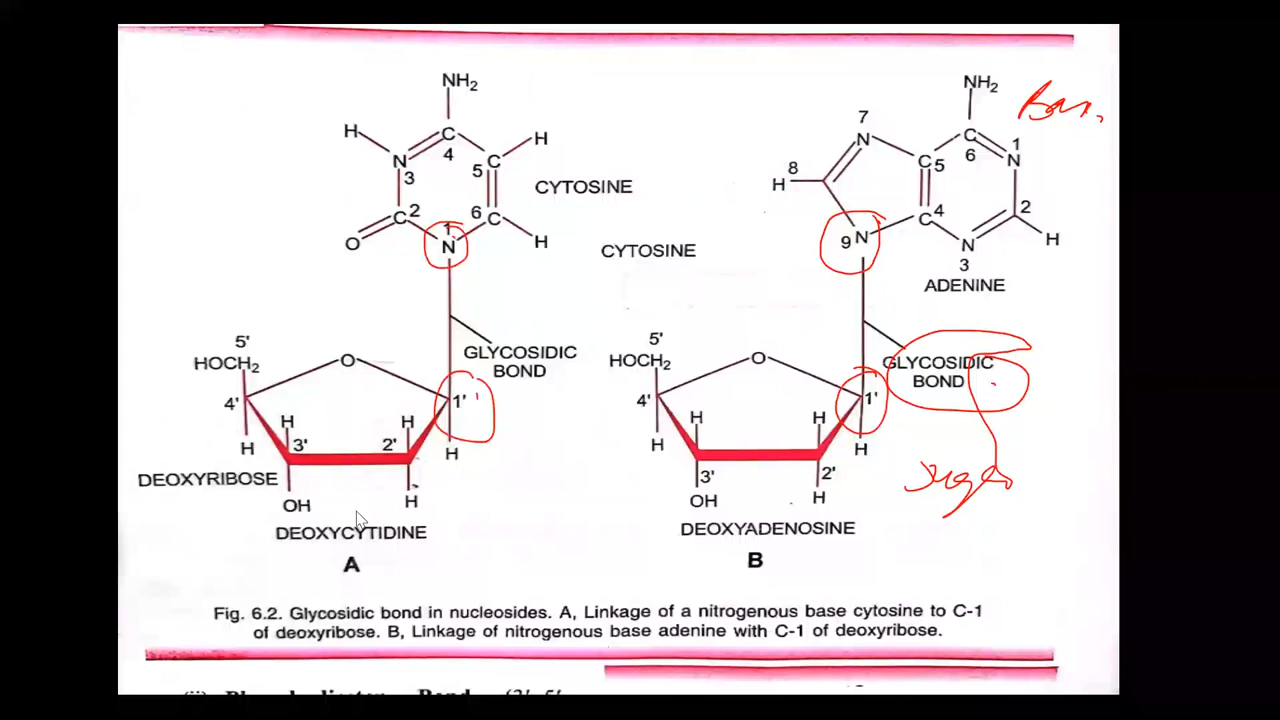 NH2
H
N
3
C
4
5
C
H
CYTOSINE
C
2
6
C
1
O
N
H
GLYCOSIDIC
BOND
5'
HOCH2
O
4'
1'
H
H
3'
H
2'
H
DEOXYRIBOSE
OH
H
DEOXYCYTIDINE
A
NH2
7
N
C
6
1
N
8
H
C
5
C
4
2
9
N
N
3
H
CYTOSINE
ADENINE
GLYCOSIDIC
BOND
5'
HOCH2
O
4'
1'
H
H
H
H
3'
2'
OH
H
sugar
DEOXYADENOSINE
B
Fig. 6.2. Glycosidic bond in nucleosides. A, Linkage of a nitrogenous base cytosine to C-1
of deoxyribose. B, Linkage of nitrogenous base adenine with C-1 of deoxyribose.